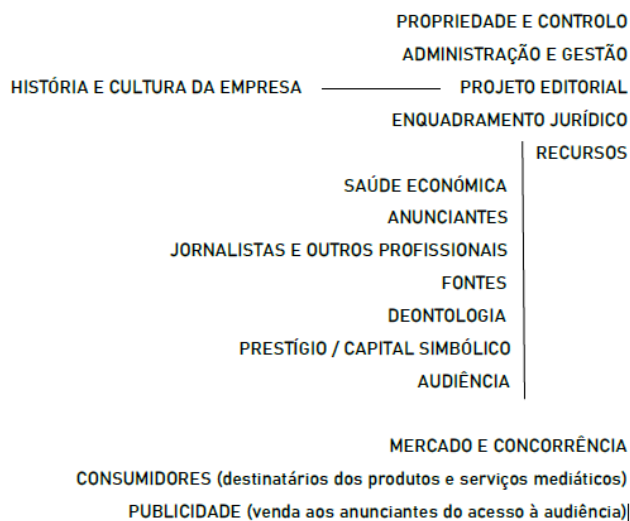 PROPRIEDADE E CONTROLO
ADMINISTRAÇÃO E GESTÃO
HISTÓRIA E CULTURA DA EMPRESA PROJETO EDITORIAL
ENQUADRAMENTO JURÍDICO
RECURSOS
SAÚDE ECONÓMICA
ANUNCIANTES
JORNALISTAS E OUTROS PROFISSIONAIS
FONTES
DEONTOLOGIA
PRESTÍGIO / CAPITAL SIMBÓLICO
AUDIÊNCIA
MERCADO E CONCORRÊNCIA
CONSUMIDORES (destinatários dos produtos e serviços mediáticos)
PUBLICIDADE (venda aos anunciantes do acesso à audiência)